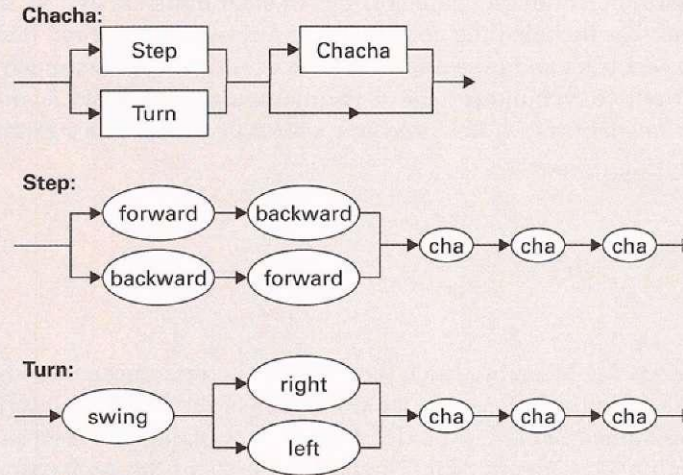 Chacha:
Step Chacha
Turn
Step:
forward backward
cha cha cha
backward forward
Turn:
right
swing cha cha cha
left